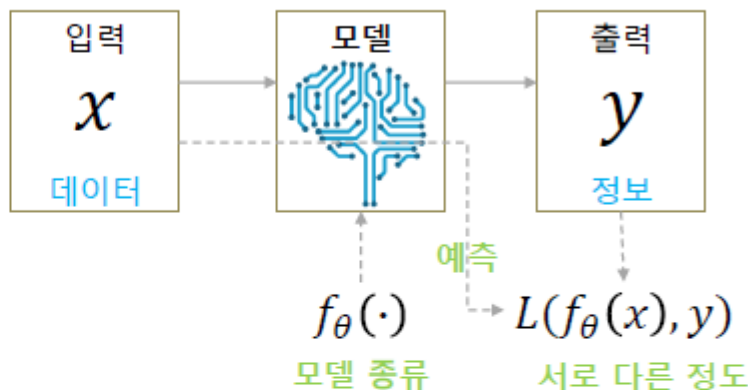 입력
모델
출력
x
y
데이터
정보
예측
f_θ(·)
L(f_θ(x), y)
모델 종류
서로 다른 정도